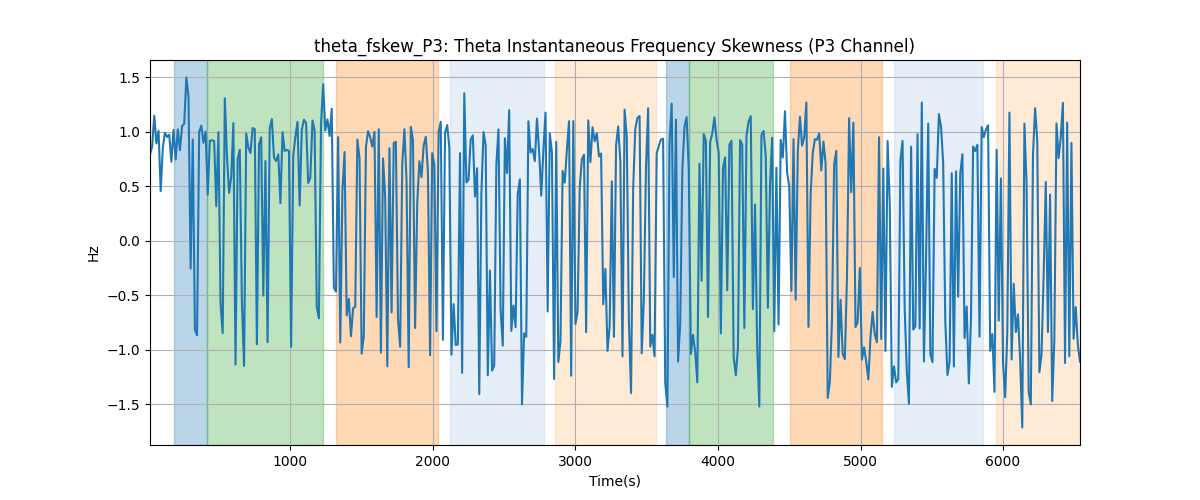 theta_fskew_P3: Theta Instantaneous Frequency Skewness (P3 Channel)
1.5
1.0
0.5
0.0
−0.5
−1.0
−1.5
Hz
1000 2000 3000 4000 5000 6000
Time(s)